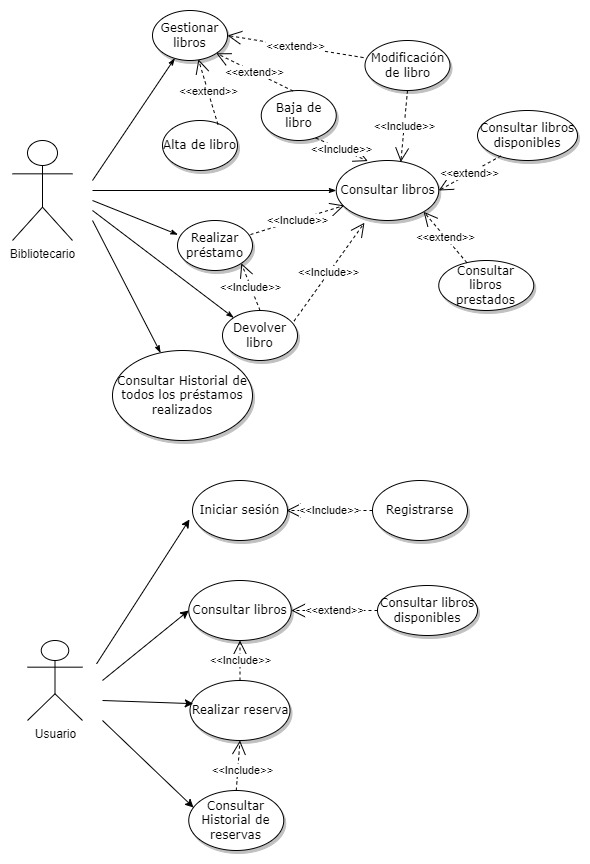 Gestionar
libros
<<extend>>
Modificación
de libro
<<extend>>
<<extend>>
Baja de
libro
Alta de libro
<<Include>>
Consultar libros
disponibles
<<Include>>
<<extend>>
Consultar libros
Bibliotecario
<<Include>>
Realizar
préstamo
<<extend>>
<<Include>>
Consultar
libros
prestados
<<Include>>
Devolver
libro
Consultar Historial de
todos los préstamos
realizados
Iniciar sesión
<<Include>>
Registrarse
Consultar libros
<<extend>>
Consultar libros
disponibles
<<Include>>
Realizar reserva
Usuario
<<Include>>
Consultar
Historial de
reservas